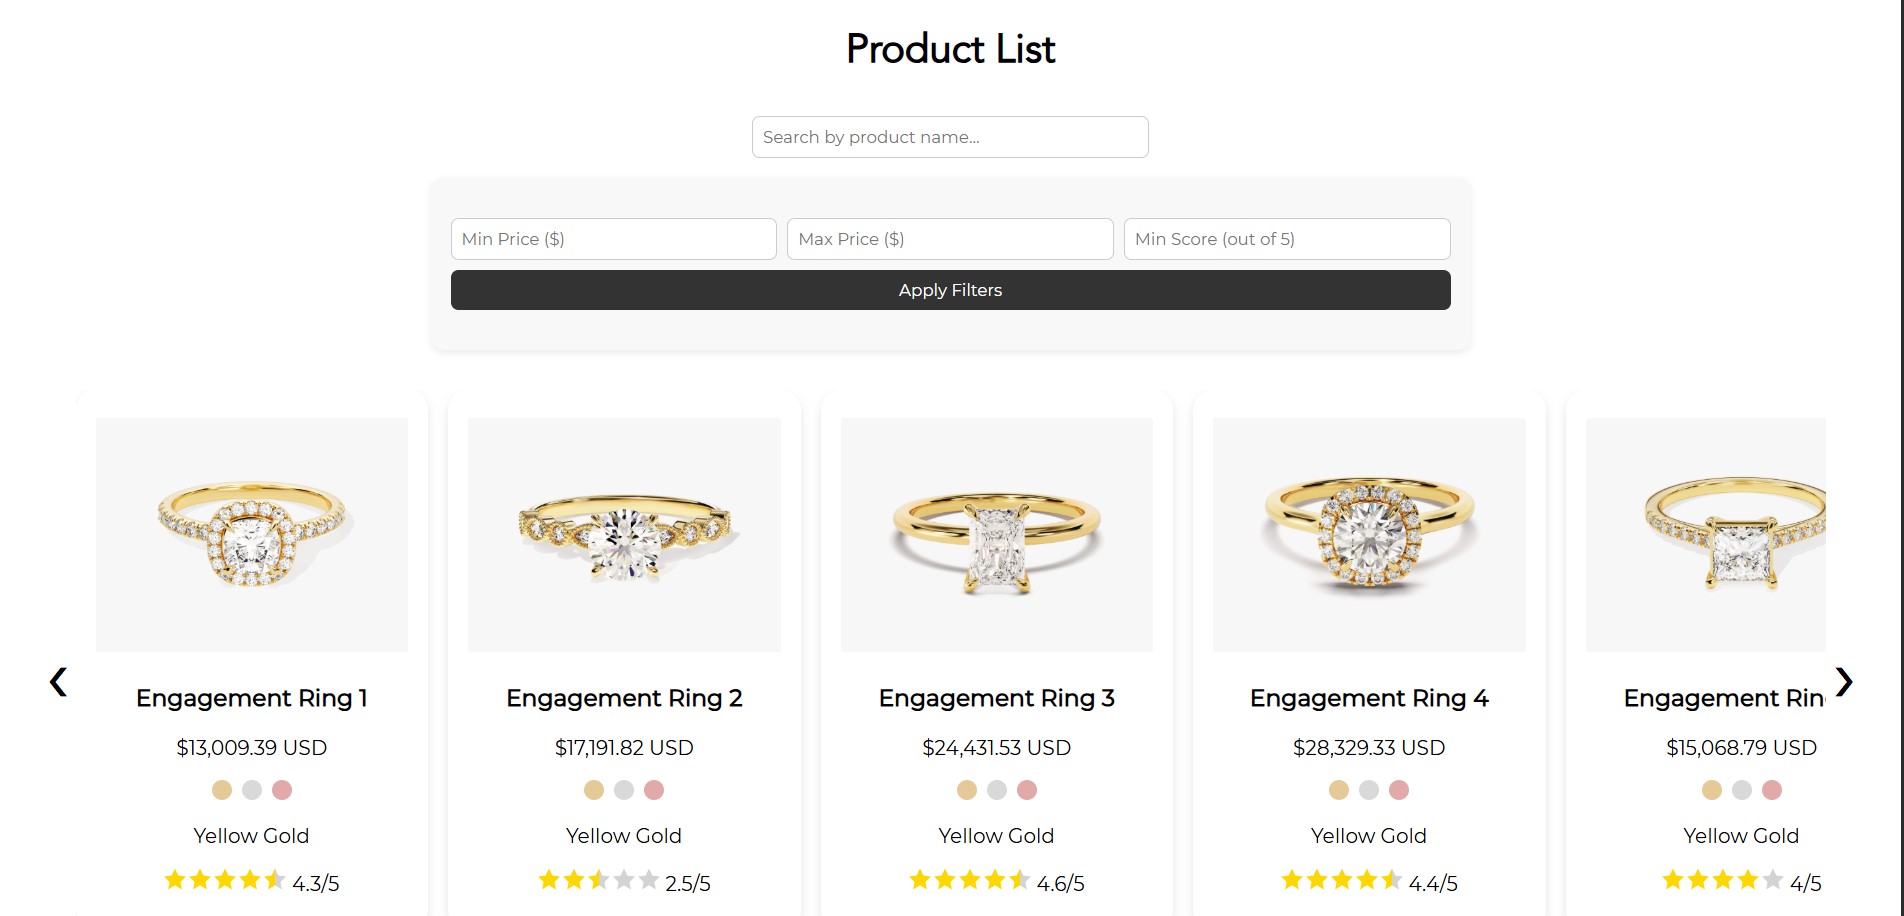 Product List
Search by product name...
Min Price ($)
Max Price ($)
Min Score (out of 5)
Apply Filters
❮
❯
Engagement Ring 1
$13,009.39 USD
Yellow Gold
4.3/5
Engagement Ring 2
$17,191.82 USD
Yellow Gold
2.5/5
Engagement Ring 3
$24,431.53 USD
Yellow Gold
4.6/5
Engagement Ring 4
$28,329.33 USD
Yellow Gold
4.4/5
Engagement Rin
$15,068.79 USD
Yellow Gold
4/5